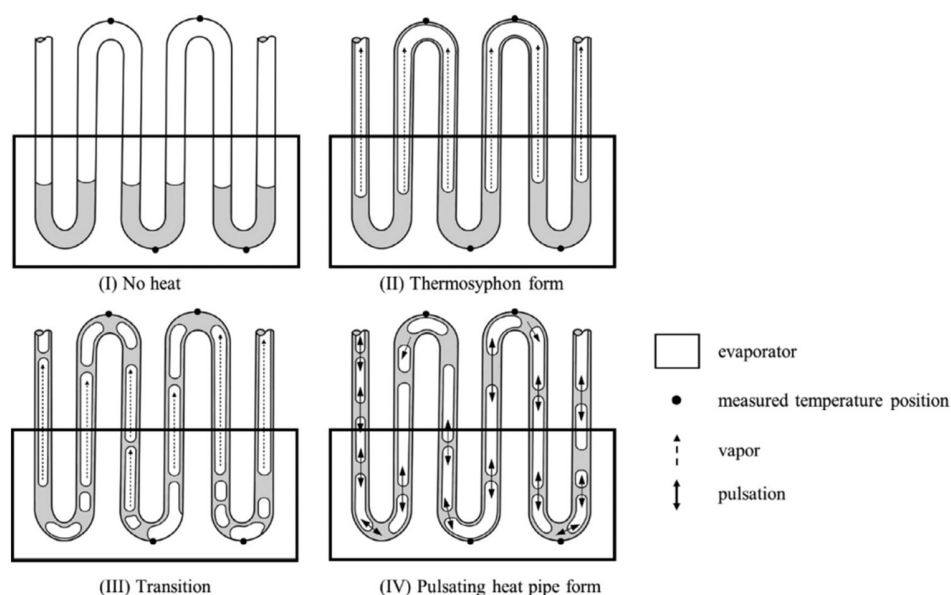 (I) No heat
(II) Thermosyphon form
(III) Transition
(IV) Pulsating heat pipe form
evaporator
measured temperature position
vapor
pulsation